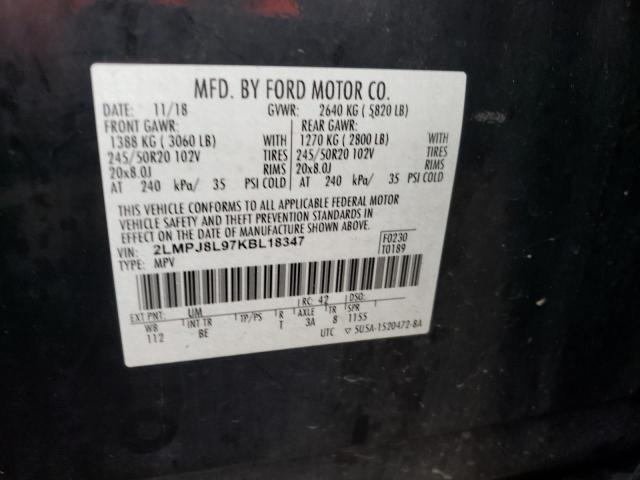 MFD. BY FORD MOTOR CO.
DATE: 11/18 GVWR: 2640 KG ( 5820 LB)
FRONT GAWR: REAR GAWR:
1388 KG ( 3060 LB) WITH 1270 KG ( 2800 LB) WITH
245/50R20 102V TIRES 245/50R20 102V TIRES
20x8.0J RIMS 20x8.0J RIMS
AT 240 kPa/ 35 PSI COLD AT 240 kPa/ 35 PSI COLD
THIS VEHICLE CONFORMS TO ALL APPLICABLE FEDERAL MOTOR
VEHICLE SAFETY AND THEFT PREVENTION STANDARDS IN
EFFECT ON THE DATE OF MANUFACTURE SHOWN ABOVE.
VIN: 2LMPJ8L97KBL18347 F0230
TYPE: MPV T0189
EXT PNT: UM RC: 42 DSO:
WB INT TR TP/PS R AXLE TR SPR
112 BE T 3A 8 1155
UTC 5U5A-1520472-8A